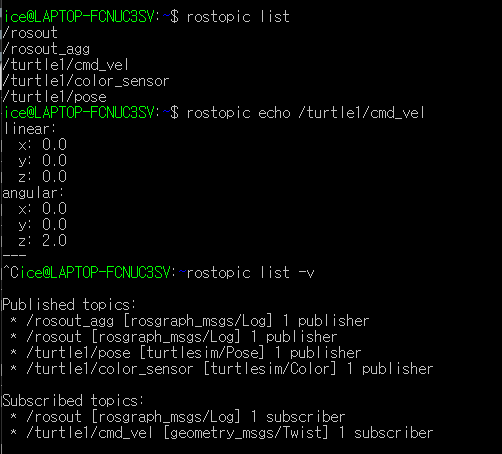 ice@LAPTOP-FCNUC3SV:~$ rostopic list
/rosout
/rosout_agg
/turtle1/cmd_vel
/turtle1/color_sensor
/turtle1/pose
ice@LAPTOP-FCNUC3SV:~$ rostopic echo /turtle1/cmd_vel
linear:
  x: 0.0
  y: 0.0
  z: 0.0
angular:
  x: 0.0
  y: 0.0
  z: 2.0
---
^Cice@LAPTOP-FCNUC3SV:~rostopic list -v

Published topics:
 * /rosout_agg [rosgraph_msgs/Log] 1 publisher
 * /rosout [rosgraph_msgs/Log] 1 publisher
 * /turtle1/pose [turtlesim/Pose] 1 publisher
 * /turtle1/color_sensor [turtlesim/Color] 1 publisher

Subscribed topics:
 * /rosout [rosgraph_msgs/Log] 1 subscriber
 * /turtle1/cmd_vel [geometry_msgs/Twist] 1 subscriber